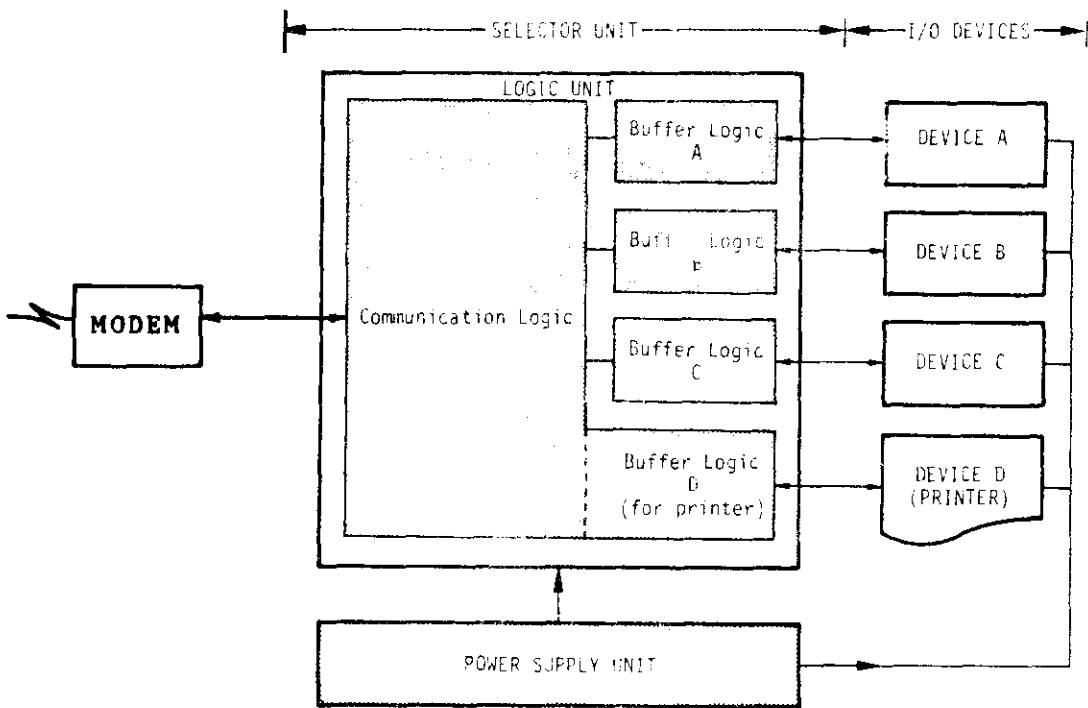 SELECTOR UNIT
I/O DEVICES
LOGIC UNIT
Buffer Logic
A
DEVICE A
Logic
DEVICE B
MODEM
Communication Logic
Buffer Logic
C
DEVICE C
Buffer Logic
D
(for printer)
DEVICE D
(PRINTER)
POWER SUPPLY UNIT